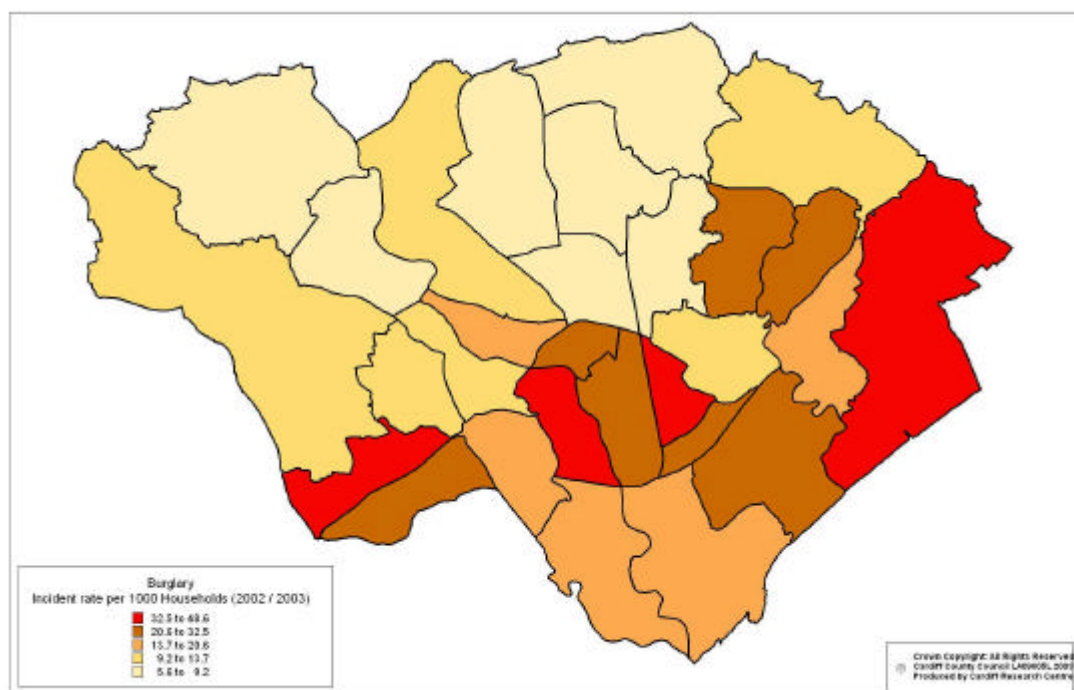 Burglary
Incident rate per 1000 Households (2002 / 2003)
32.5 to 48.6
20.6 to 32.5
13.7 to 20.6
9.2 to 13.7
5.6 to 9.2
Crown Copyright: All Rights Reserved
Cardiff County Council
Produced by Cardiff Research Centre